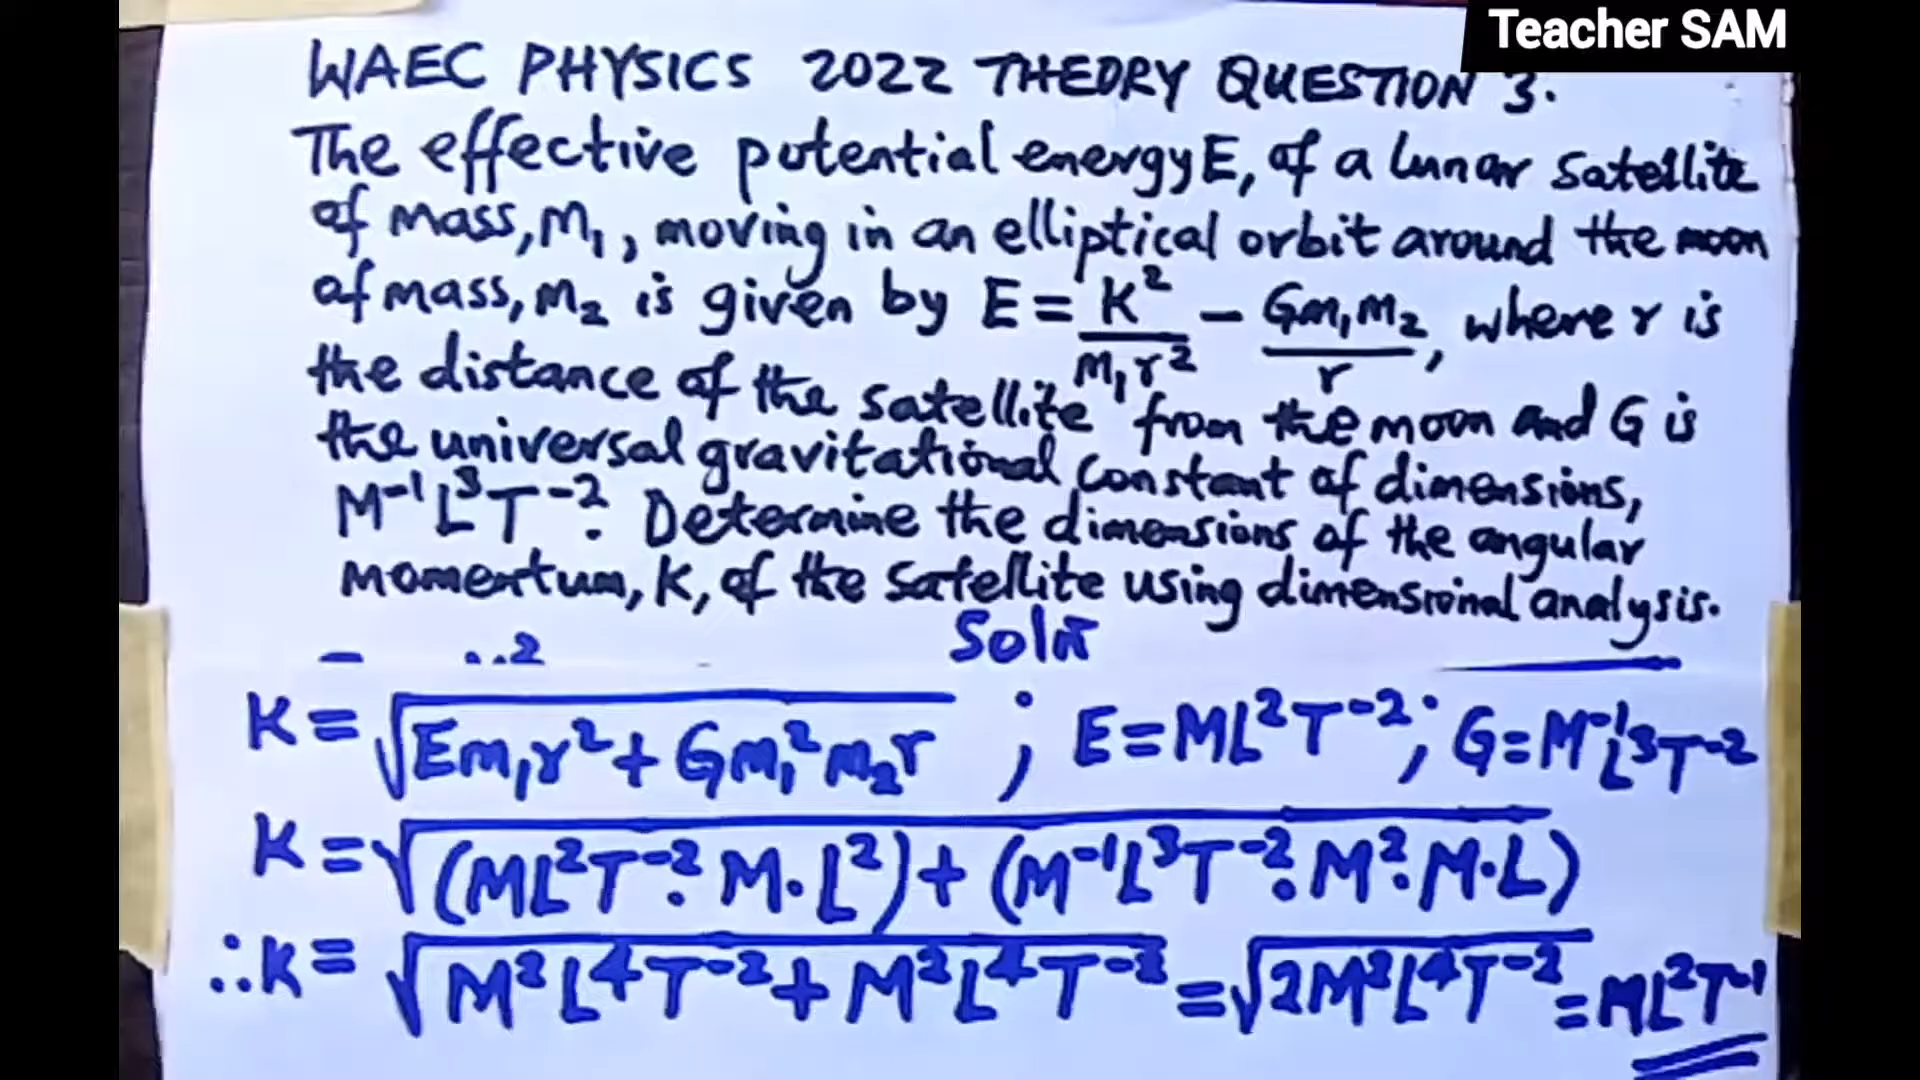 Teacher SAM
WAEC PHYSICS 2022 THEORY QUESTION 3.
The effective potential energy E, of a lunar satellite
of mass, m₁, moving in an elliptical orbit around the moon
of mass, m₂ is given by E = K²/m₁r² − Gm₁m₂/r, where r is
the distance of the satellite from the moon and G is
the universal gravitational constant of dimensions,
M⁻¹L³T⁻². Determine the dimensions of the angular
momentum, K, of the satellite using dimensional analysis.
Solⁿ
K = √(Em₁r² + Gm₁²m₂r) ; E = ML²T⁻²; G = M⁻¹L³T⁻²
K = √((ML²T⁻². M. L²) + (M⁻¹L³T⁻². M². M. L))
∴ K = √(M²L⁴T⁻² + M²L⁴T⁻²) = √(2M²L⁴T⁻²) = ML²T⁻¹